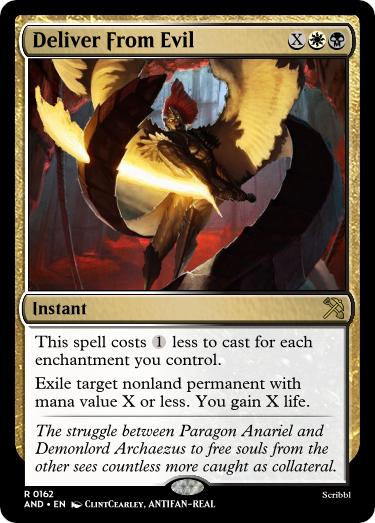 Deliver From Evil X
Instant
This spell costs 1 less to cast for each
enchantment you control.
Exile target nonland permanent with
mana value X or less. You gain X life.
The struggle between Paragon Anariel and
Demonlord Archaezus to free souls from
the other sees countless more caught as collateral.
R 0162
Scribbl
AND • EN ClintCearley, ANTIFAN-REAL